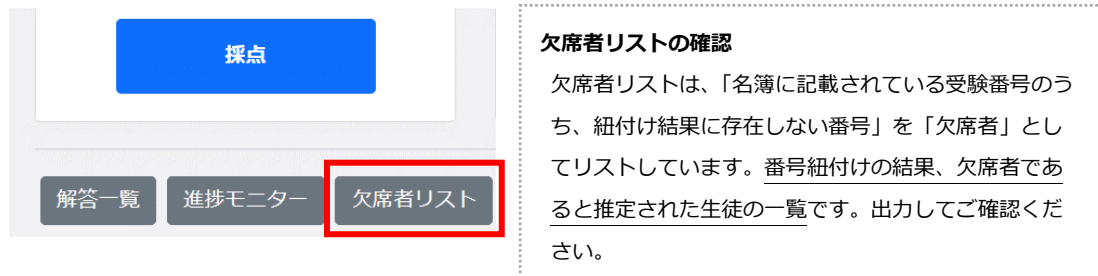 採点
解答一覧
進捗モニター
欠席者リスト
欠席者リストの確認
欠席者リストは、「名簿に記載されている受験番号のう
ち、紐付け結果に存在しない番号」を「欠席者」とし
てリストしています。番号紐付けの結果、欠席者であ
ると推定された生徒の一覧です。出力してご確認くだ
さい。